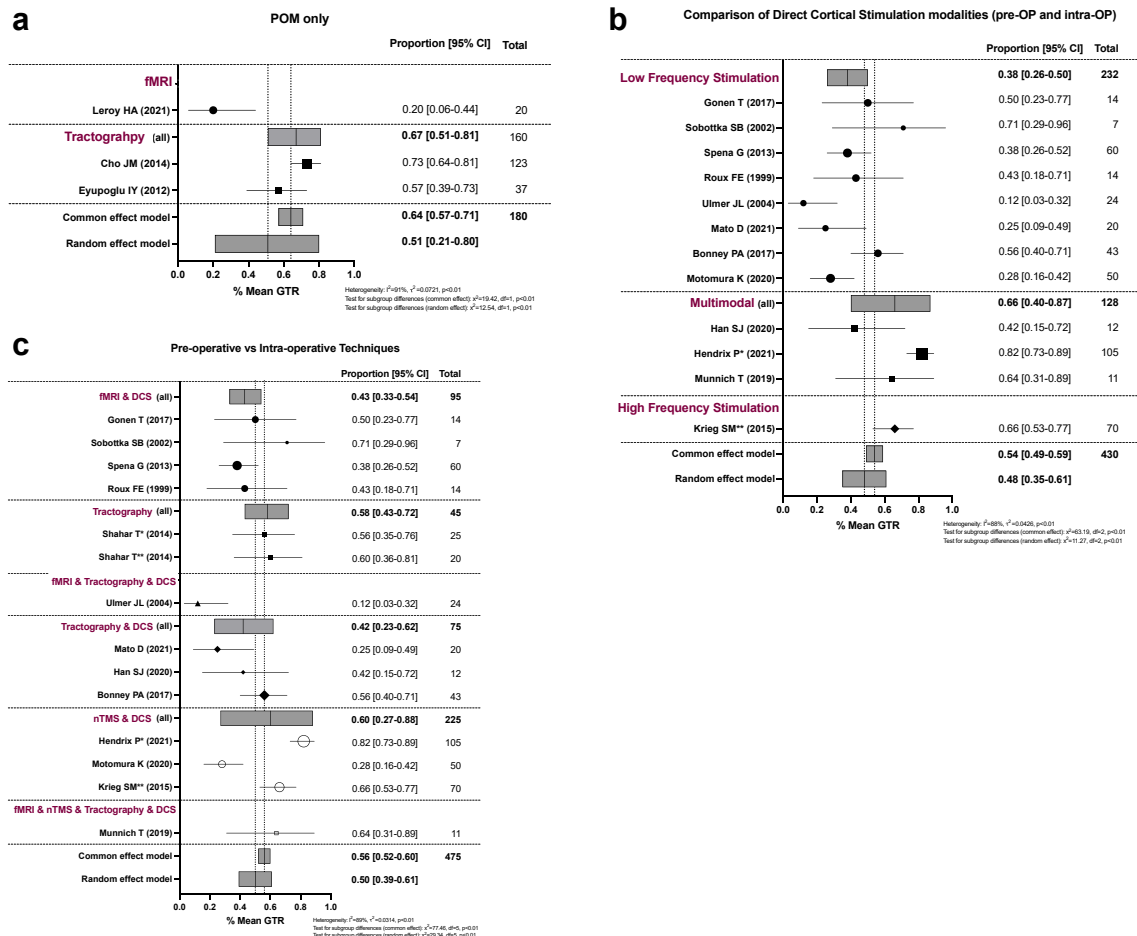 a
POM only
Proportion [95% CI] Total
fMRI
Leroy HA (2021) 0.20 [0.06-0.44] 20
Tractograhpy (all) 0.67 [0.51-0.81] 160
Cho JM (2014) 0.73 [0.64-0.81] 123
Eyupoglu IY (2012) 0.57 [0.39-0.73] 37
Common effect model 0.64 [0.57-0.71] 180
Random effect model 0.51 [0.21-0.80]
0.0 0.2 0.4 0.6 0.8 1.0
% Mean GTR
Heterogeneity: I²=91%, τ²=0.0721, p<0.01
Test for subgroup differences (common effect): x²=19.42, df=1, p<0.01
Test for subgroup differences (random effect): x²=12.54, df=1, p<0.01
b
Comparison of Direct Cortical Stimulation modalities (pre-OP and intra-OP)
Proportion [95% CI] Total
Low Frequency Stimulation 0.38 [0.26-0.50] 232
Gonen T (2017) 0.50 [0.23-0.77] 14
Sobottka SB (2002) 0.71 [0.29-0.96] 7
Spena G (2013) 0.38 [0.26-0.52] 60
Roux FE (1999) 0.43 [0.18-0.71] 14
Ulmer JL (2004) 0.12 [0.03-0.32] 24
Mato D (2021) 0.25 [0.09-0.49] 20
Bonney PA (2017) 0.56 [0.40-0.71] 43
Motomura K (2020) 0.28 [0.16-0.42] 50
Multimodal (all) 0.66 [0.40-0.87] 128
Han SJ (2020) 0.42 [0.15-0.72] 12
Hendrix P* (2021) 0.82 [0.73-0.89] 105
Munnich T (2019) 0.64 [0.31-0.89] 11
High Frequency Stimulation
Krieg SM** (2015) 0.66 [0.53-0.77] 70
Common effect model 0.54 [0.49-0.59] 430
Random effect model 0.48 [0.35-0.61]
0.0 0.2 0.4 0.6 0.8 1.0
% Mean GTR
Heterogeneity: I²=88%, τ²=0.0426, p<0.01
Test for subgroup differences (common effect): x²=63.19, df=2, p<0.01
Test for subgroup differences (random effect): x²=11.27, df=2, p<0.01
c
Pre-operative vs Intra-operative Techniques
Proportion [95% CI] Total
fMRI & DCS (all) 0.43 [0.33-0.54] 95
Gonen T (2017) 0.50 [0.23-0.77] 14
Sobottka SB (2002) 0.71 [0.29-0.96] 7
Spena G (2013) 0.38 [0.26-0.52] 60
Roux FE (1999) 0.43 [0.18-0.71] 14
Tractography (all) 0.58 [0.43-0.72] 45
Shahar T* (2014) 0.56 [0.35-0.76] 25
Shahar T** (2014) 0.60 [0.36-0.81] 20
fMRI & Tractography & DCS
Ulmer JL (2004) 0.12 [0.03-0.32] 24
Tractography & DCS (all) 0.42 [0.23-0.62] 75
Mato D (2021) 0.25 [0.09-0.49] 20
Han SJ (2020) 0.42 [0.15-0.72] 12
Bonney PA (2017) 0.56 [0.40-0.71] 43
nTMS & DCS (all) 0.60 [0.27-0.88] 225
Hendrix P* (2021) 0.82 [0.73-0.89] 105
Motomura K (2020) 0.28 [0.16-0.42] 50
Krieg SM** (2015) 0.66 [0.53-0.77] 70
fMRI & nTMS & Tractography & DCS
Munnich T (2019) 0.64 [0.31-0.89] 11
Common effect model 0.56 [0.52-0.60] 475
Random effect model 0.50 [0.39-0.61]
0.0 0.2 0.4 0.6 0.8 1.0
% Mean GTR
Heterogeneity: I²=89%, τ²=0.0314, p<0.01
Test for subgroup differences (common effect): x²=77.46, df=5, p<0.01
Test for subgroup differences (random effect): x²=29.34, df=5, p<0.01